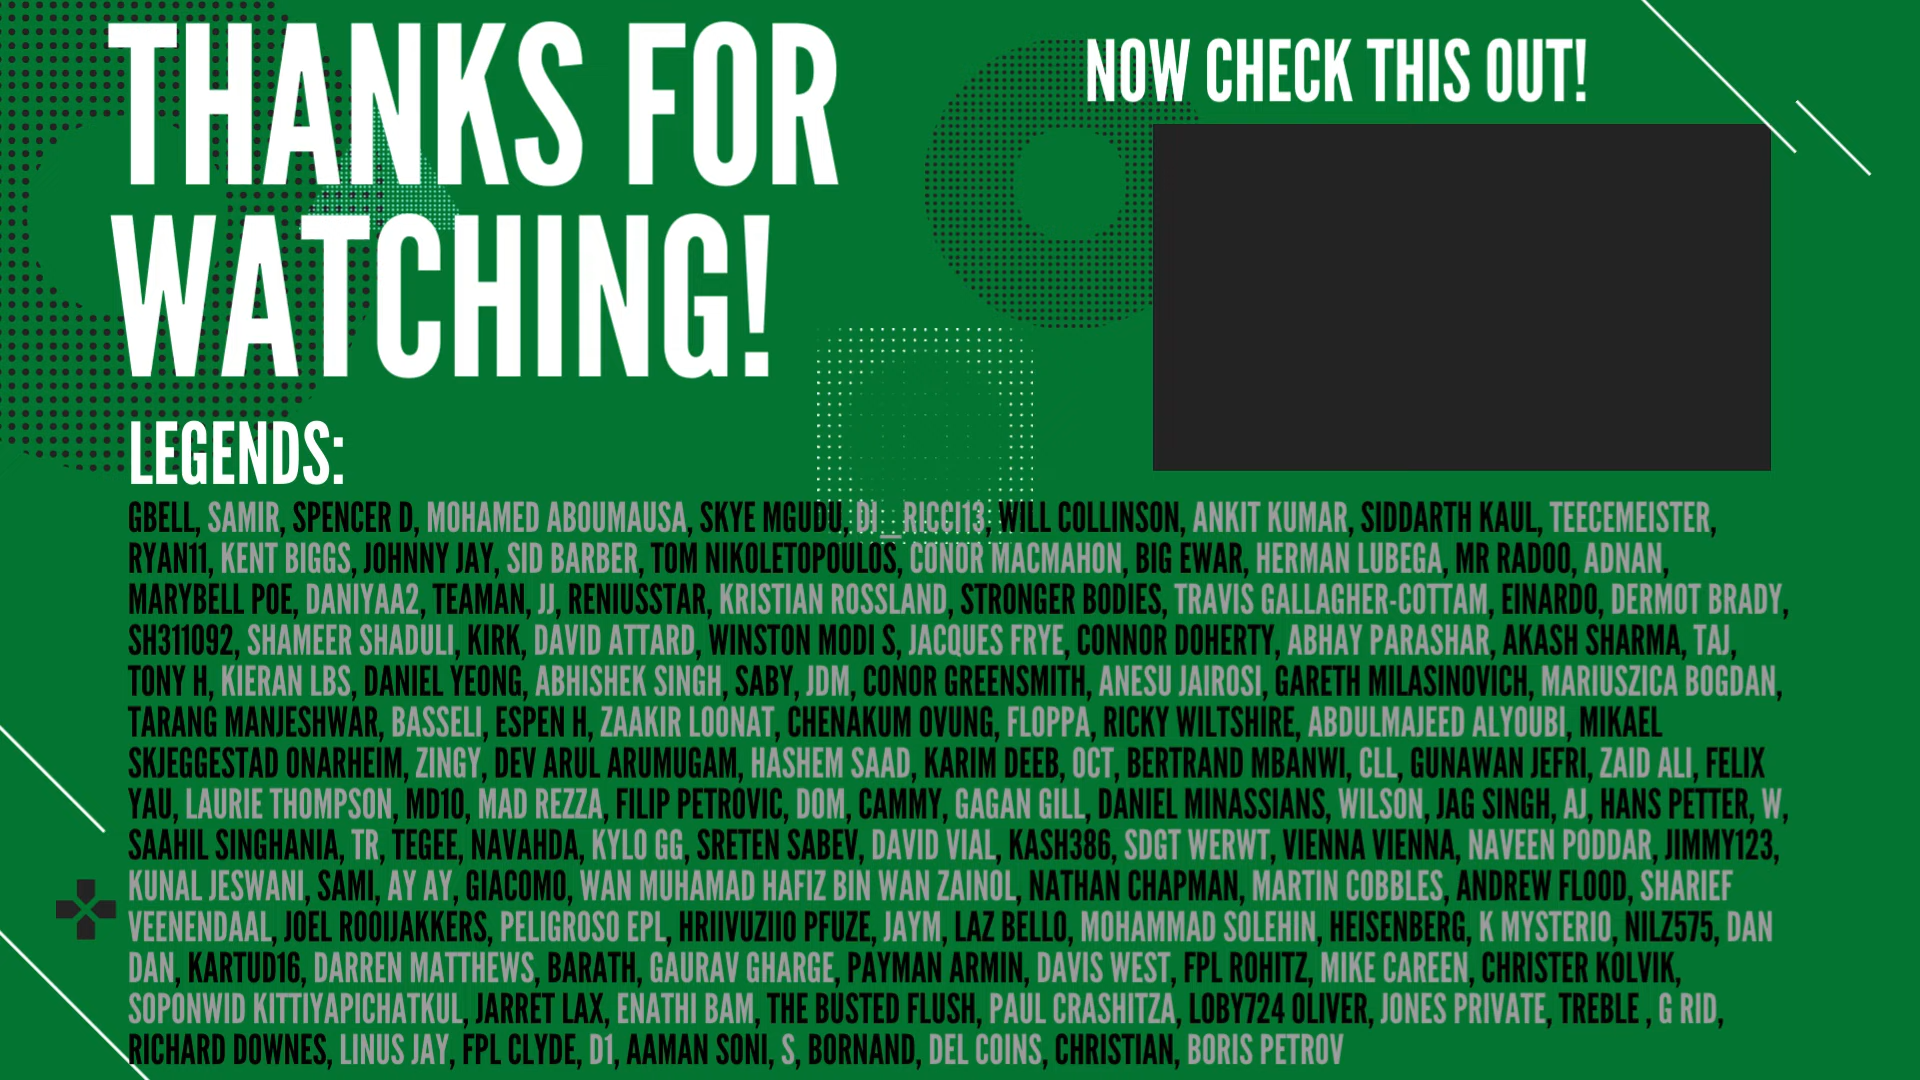 THANKS FOR
WATCHING!
NOW CHECK THIS OUT!
LEGENDS:
GBELL, SAMIR, SPENCER D, MOHAMED ABOUMAUSA, SKYE MGUDU, DI__RICCI13, WILL COLLINSON, ANKIT KUMAR, SIDDARTH KAUL, TEECEMEISTER,
RYAN11, KENT BIGGS, JOHNNY JAY, SID BARBER, TOM NIKOLETOPOULOS, CONOR MACMAHON, BIG EWAR, HERMAN LUBEGA, MR RADOO, ADNAN,
MARYBELL POE, DANIYAA2, TEAMAN, JJ, RENIUSSTAR, KRISTIAN ROSSLAND, STRONGER BODIES, TRAVIS GALLAGHER-COTTAM, EINARDO, DERMOT BRADY,
SH311092, SHAMEER SHADULI, KIRK, DAVID ATTARD, WINSTON MODI S, JACQUES FRYE, CONNOR DOHERTY, ABHAY PARASHAR, AKASH SHARMA, TAJ,
TONY H, KIERAN LBS, DANIEL YEONG, ABHISHEK SINGH, SABY, JDM, CONOR GREENSMITH, ANESU JAIROSI, GARETH MILASINOVICH, MARIUSZICA BOGDAN,
TARANG MANJESHWAR, BASSELI, ESPEN H, ZAAKIR LOONAT, CHENAKUM OVUNG, FLOPPA, RICKY WILTSHIRE, ABDULMAJEED ALYOUBI, MIKAEL
SKJEGGESTAD ONARHEIM, ZINGY, DEV ARUL ARUMUGAM, HASHEM SAAD, KARIM DEEB, OCT, BERTRAND MBANWI, CLL, GUNAWAN JEFRI, ZAID ALI, FELIX
YAU, LAURIE THOMPSON, MD10, MAD REZZA, FILIP PETROVIC, DOM, CAMMY, GAGAN GILL, DANIEL MINASSIANS, WILSON, JAG SINGH, AJ, HANS PETTER, W,
SAAHIL SINGHANIA, TR, TEGEE, NAVAHDA, KYLO GG, SRETEN SABEV, DAVID VIAL, KASH386, SDGT WERWT, VIENNA VIENNA, NAVEEN PODDAR, JIMMY123,
KUNAL JESWANI, SAMI, AY AY, GIACOMO, WAN MUHAMAD HAFIZ BIN WAN ZAINOL, NATHAN CHAPMAN, MARTIN COBBLES, ANDREW FLOOD, SHARIEF
VEENENDAAL, JOEL ROOIJAKKERS, PELIGROSO EPL, HRIIVUZIIO PFUZE, JAYM, LAZ BELLO, MOHAMMAD SOLEHIN, HEISENBERG, K MYSTERIO, NILZ575, DAN
DAN, KARTUD16, DARREN MATTHEWS, BARATH, GAURAV GHARGE, PAYMAN ARMIN, DAVIS WEST, FPL ROHITZ, MIKE CAREEN, CHRISTER KOLVIK,
SOPONWID KITTIYAPICHATKUL, JARRET LAX, ENATHI BAM, THE BUSTED FLUSH, PAUL CRASHITZA, LOBY724 OLIVER, JONES PRIVATE, TREBLE , G RID,
RICHARD DOWNES, LINUS JAY, FPL CLYDE, D1, AAMAN SONI, S, BORNAND, DEL COINS, CHRISTIAN, BORIS PETROV